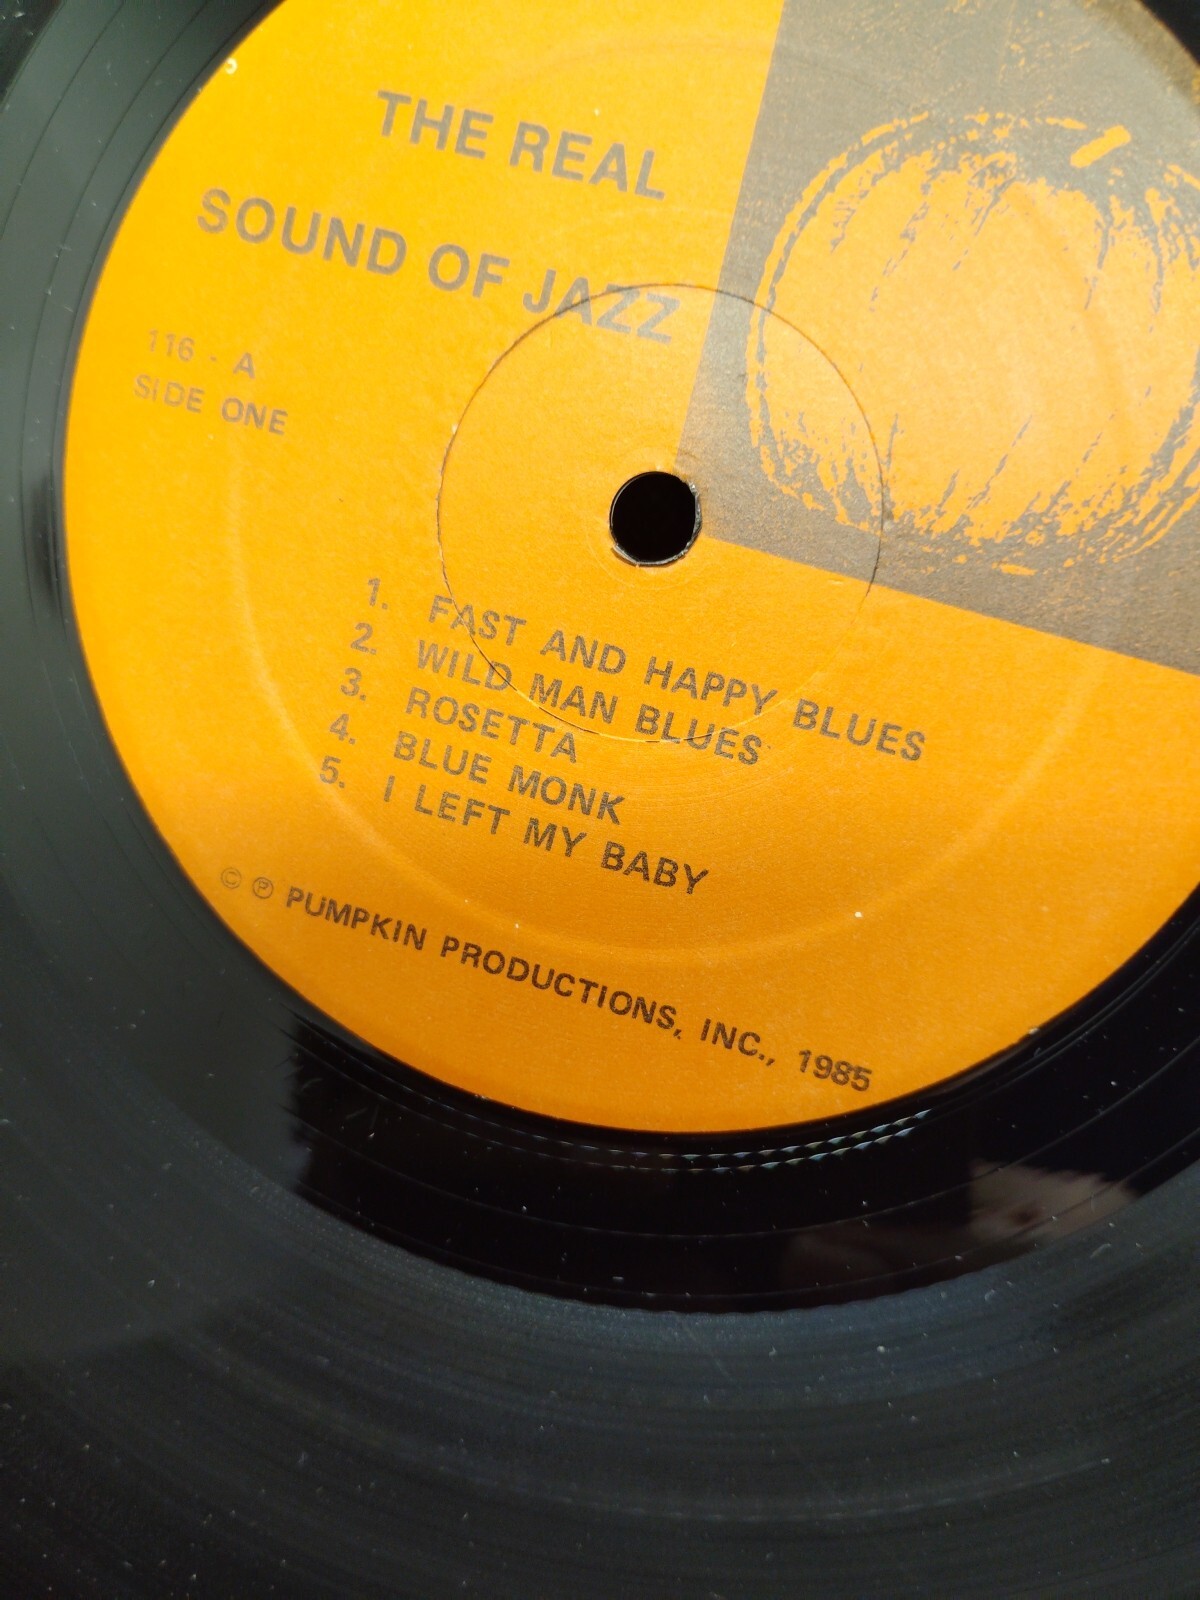 THE REAL
SOUND OF JAZZ
116 - A
SIDE ONE
1. FAST AND HAPPY BLUES
2. WILD MAN BLUES
3. ROSETTA
4. BLUE MONK
5. I LEFT MY BABY
© ℗ PUMPKIN PRODUCTIONS, INC., 1985